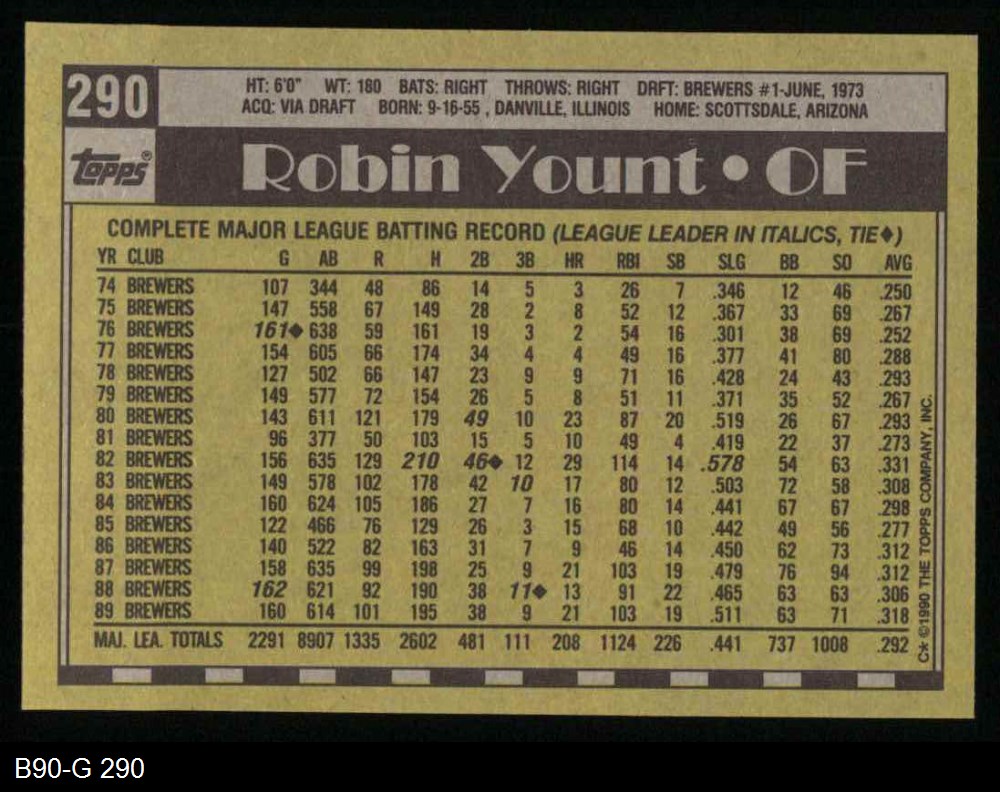 290
HT: 6'0" WT: 180 BATS: RIGHT THROWS: RIGHT DRFT: BREWERS #1-JUNE, 1973
ACQ: VIA DRAFT BORN: 9-16-55 , DANVILLE, ILLINOIS HOME: SCOTTSDALE, ARIZONA
Topps®
Robin Yount • OF
COMPLETE MAJOR LEAGUE BATTING RECORD (LEAGUE LEADER IN ITALICS, TIE♦)
YR CLUB G AB R H 2B 3B HR RBI SB SLG BB SO AVG
74 BREWERS 107 344 48 86 14 5 3 26 7 .346 12 46 .250
75 BREWERS 147 558 67 149 28 2 8 52 12 .367 33 69 .267
76 BREWERS 161♦ 638 59 161 19 3 2 54 16 .301 38 69 .252
77 BREWERS 154 605 66 174 34 4 4 49 16 .377 41 80 .288
78 BREWERS 127 502 66 147 23 9 9 71 16 .428 24 43 .293
79 BREWERS 149 577 72 154 26 5 8 51 11 .371 35 52 .267
80 BREWERS 143 611 121 179 49 10 23 87 20 .519 26 67 .293
81 BREWERS 96 377 50 103 15 5 10 49 4 .419 22 37 .273
82 BREWERS 156 635 129 210 46♦ 12 29 114 14 .578 54 63 .331
83 BREWERS 149 578 102 178 42 10 17 80 12 .503 72 58 .308
84 BREWERS 160 624 105 186 27 7 16 80 14 .441 67 67 .298
85 BREWERS 122 466 76 129 26 3 15 68 10 .442 49 56 .277
86 BREWERS 140 522 82 163 31 7 9 46 14 .450 62 73 .312
87 BREWERS 158 635 99 198 25 9 21 103 19 .479 76 94 .312
88 BREWERS 162 621 92 190 38 11♦ 13 91 22 .465 63 63 .306
89 BREWERS 160 614 101 195 38 9 21 103 19 .511 63 71 .318
MAJ. LEA. TOTALS 2291 8907 1335 2602 481 111 208 1124 226 .441 737 1008 .292
C* ©1990 THE TOPPS COMPANY, INC.
B90-G 290